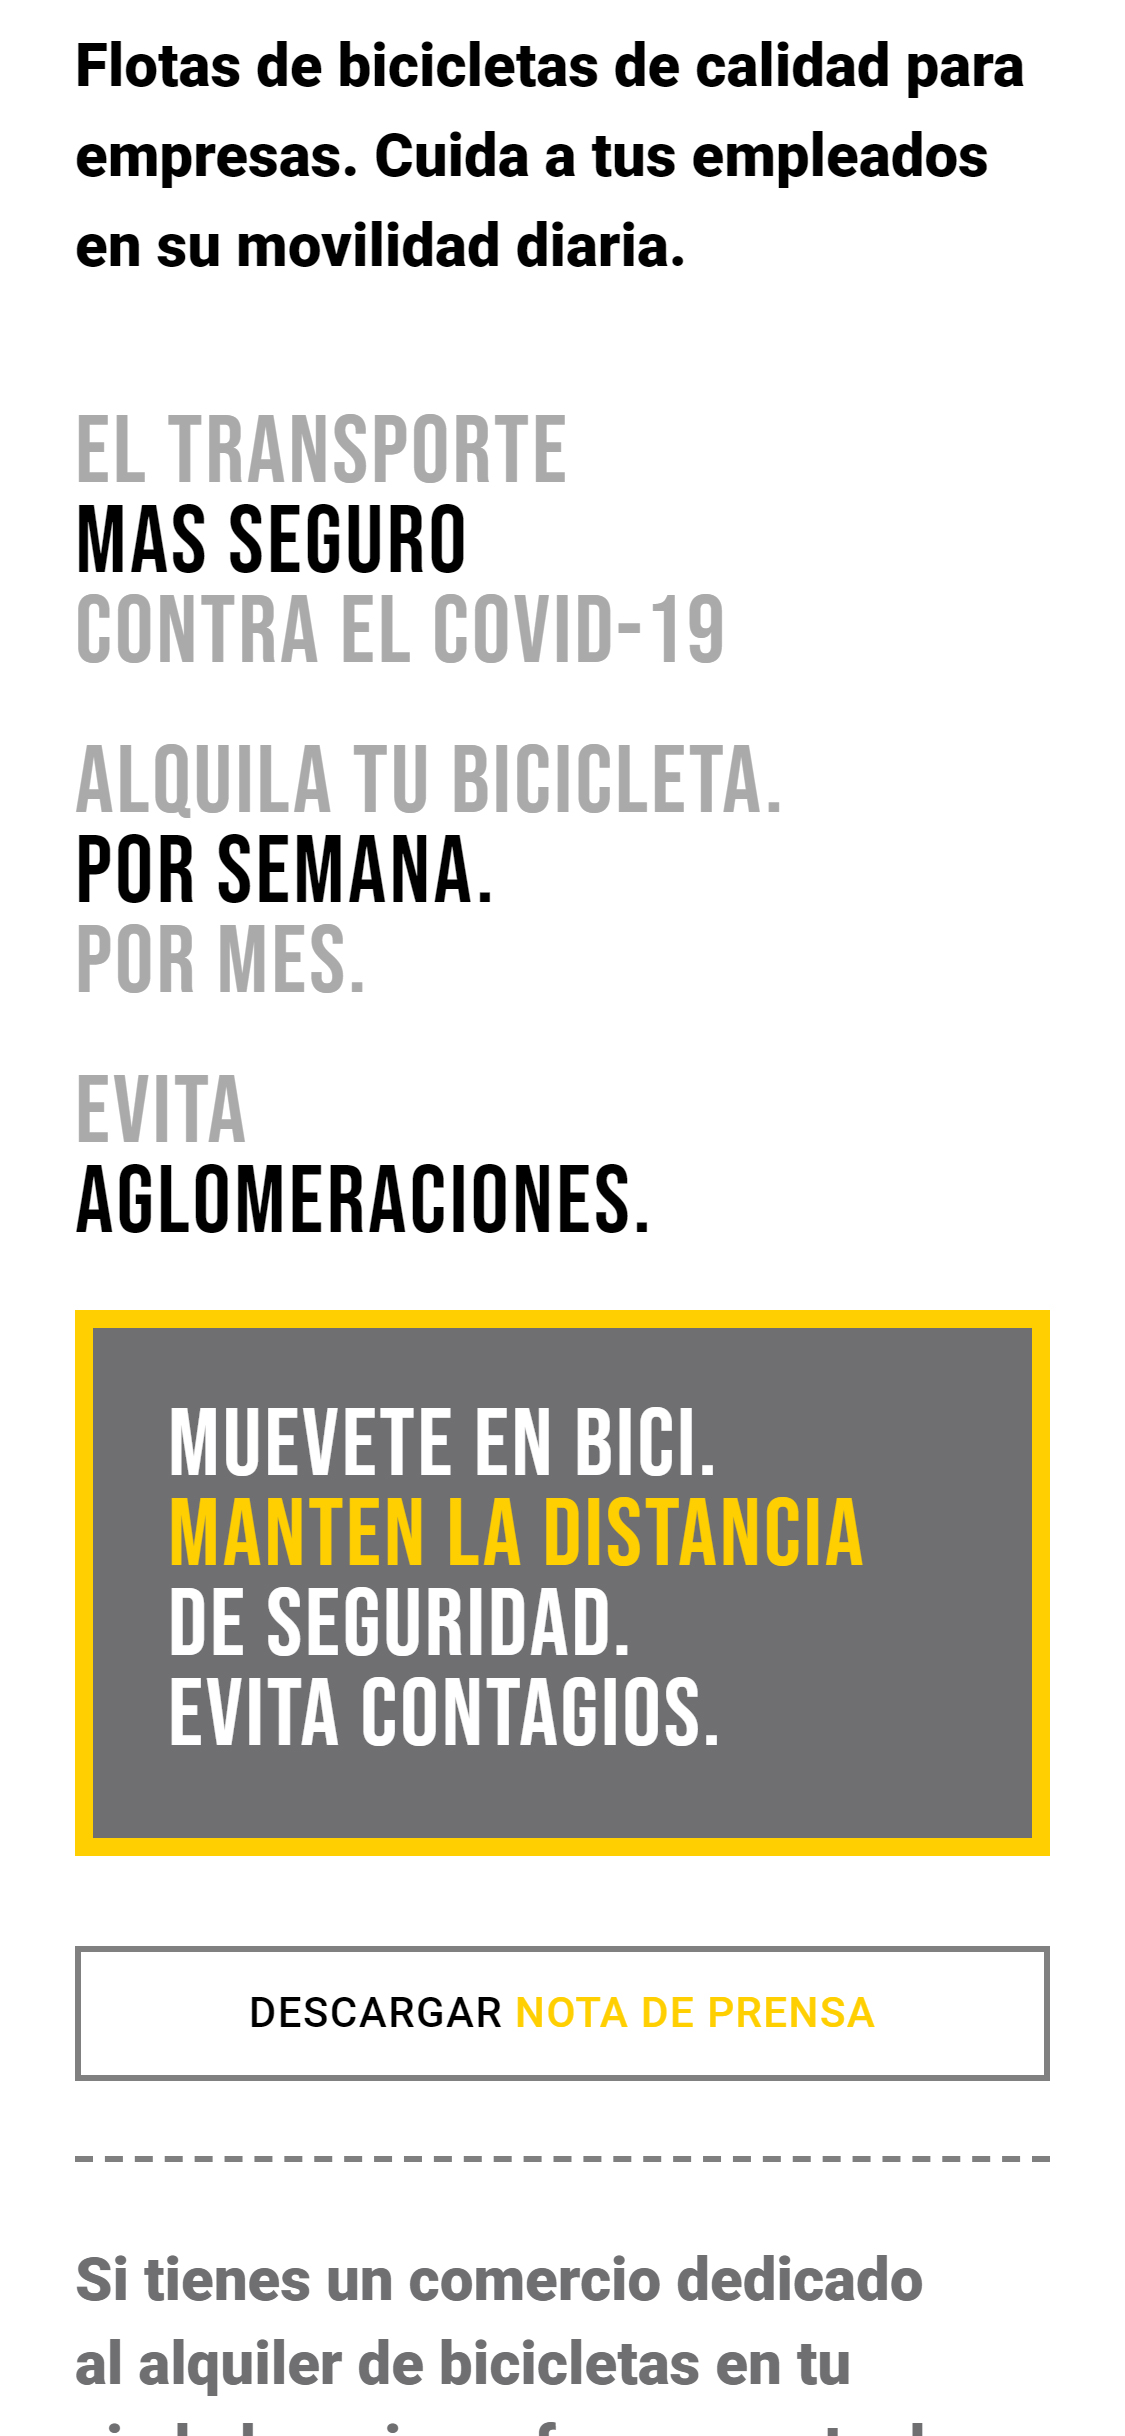 Flotas de bicicletas de calidad para
empresas. Cuida a tus empleados
en su movilidad diaria.
EL TRANSPORTE
MAS SEGURO
CONTRA EL COVID-19
ALQUILA TU BICICLETA.
POR SEMANA.
POR MES.
EVITA
AGLOMERACIONES.
MUEVETE EN BICI.
MANTEN LA DISTANCIA
DE SEGURIDAD.
EVITA CONTAGIOS.
DESCARGAR NOTA DE PRENSA
Si tienes un comercio dedicado
al alquiler de bicicletas en tu